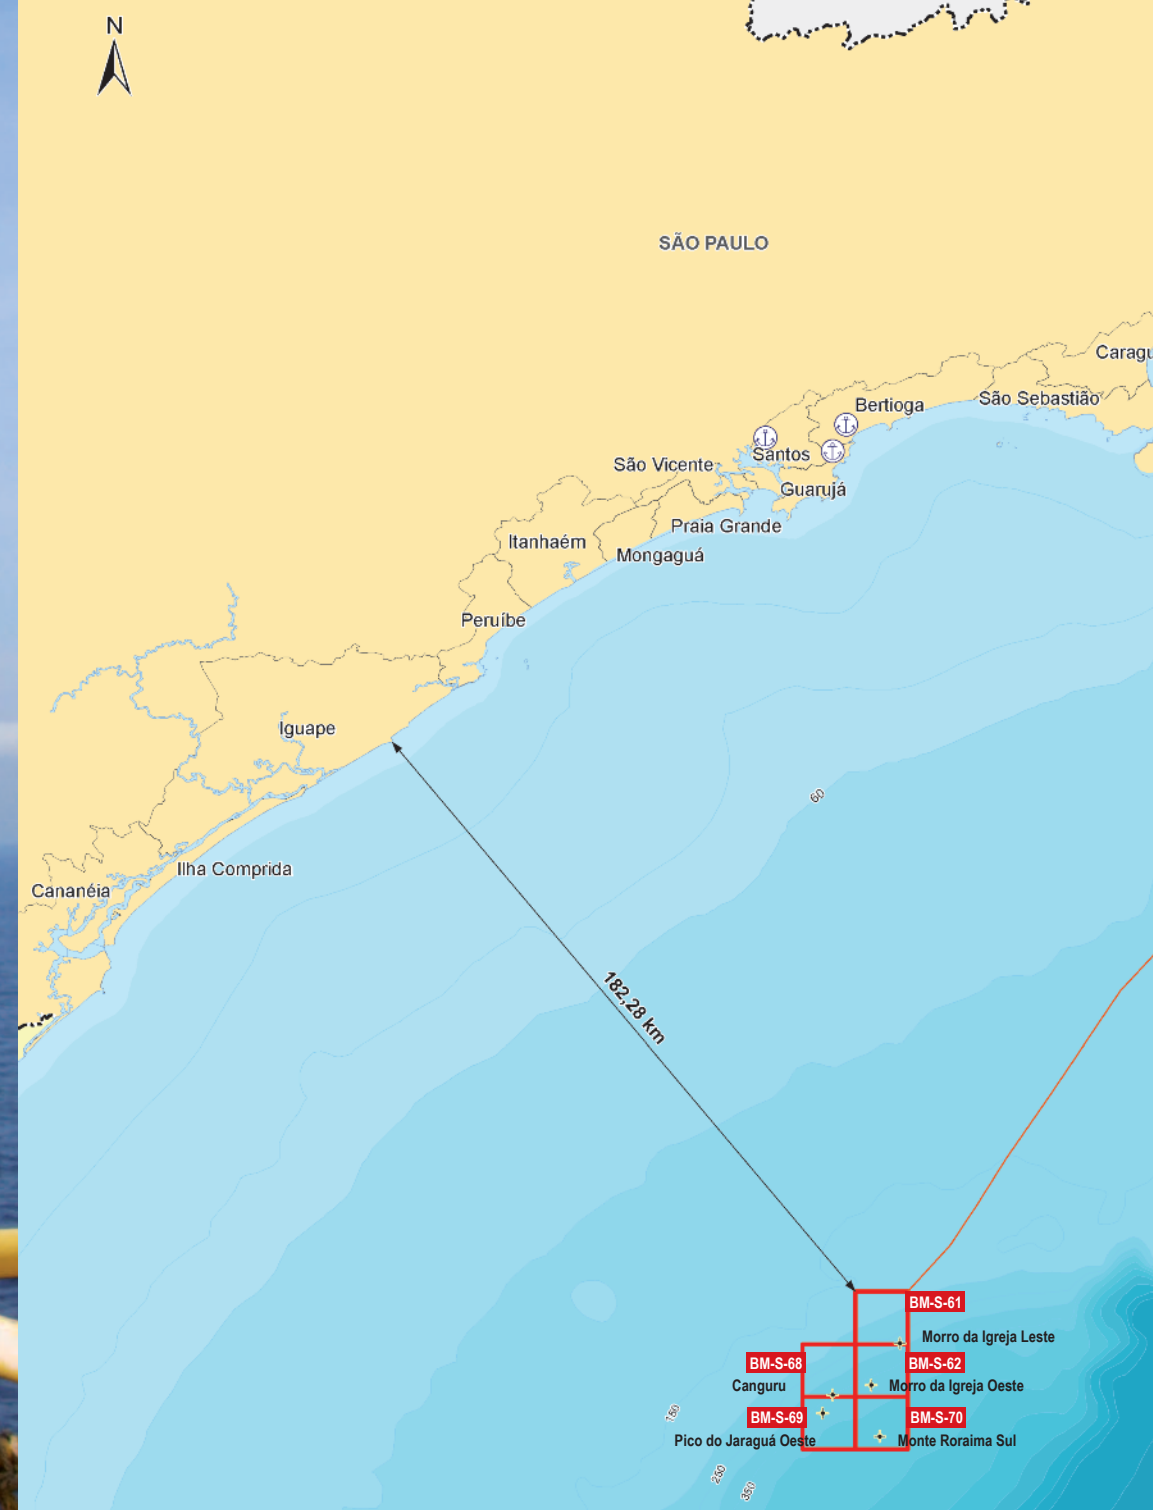 N
SÃO PAULO
Caragu
São Sebastião
Bertioga
Santos
São Vicente
Guarujá
Praia Grande
Itanhaém
Mongaguá
Peruíbe
Iguape
60
Ilha Comprida
Cananéia
182,28 km
BM-S-61
Morro da Igreja Leste
BM-S-68
BM-S-62
Canguru
Morro da Igreja Oeste
150
BM-S-69
BM-S-70
Pico do Jaraguá Oeste
Monte Roraima Sul
250
350